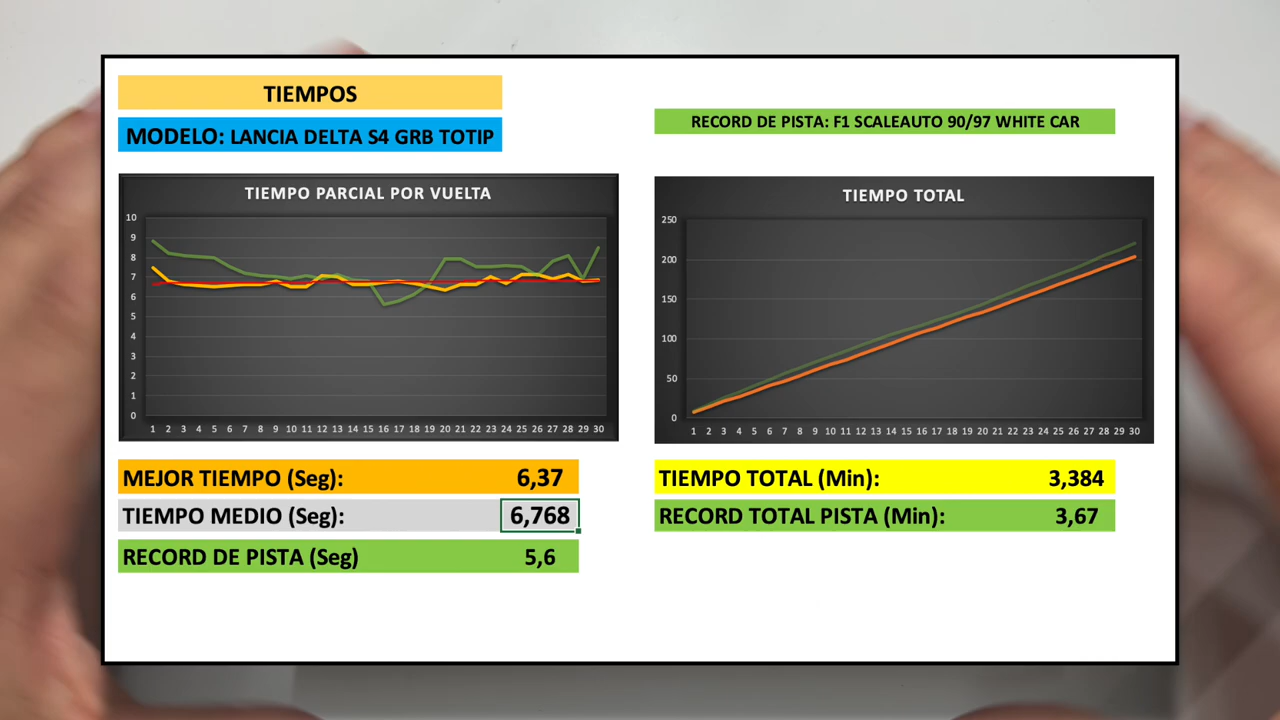 TIEMPOS
MODELO: LANCIA DELTA S4 GRB TOTIP
RECORD DE PISTA: F1 SCALEAUTO 90/97 WHITE CAR
TIEMPO PARCIAL POR VUELTA
10
9
8
7
6
5
4
3
2
1
0
1 2 3 4 5 6 7 8 9 10 11 12 13 14 15 16 17 18 19 20 21 22 23 24 25 26 27 28 29 30
TIEMPO TOTAL
250
200
150
100
50
0
1 2 3 4 5 6 7 8 9 10 11 12 13 14 15 16 17 18 19 20 21 22 23 24 25 26 27 28 29 30
MEJOR TIEMPO (Seg): 6,37
TIEMPO MEDIO (Seg): 6,768
RECORD DE PISTA (Seg) 5,6
TIEMPO TOTAL (Min): 3,384
RECORD TOTAL PISTA (Min): 3,67